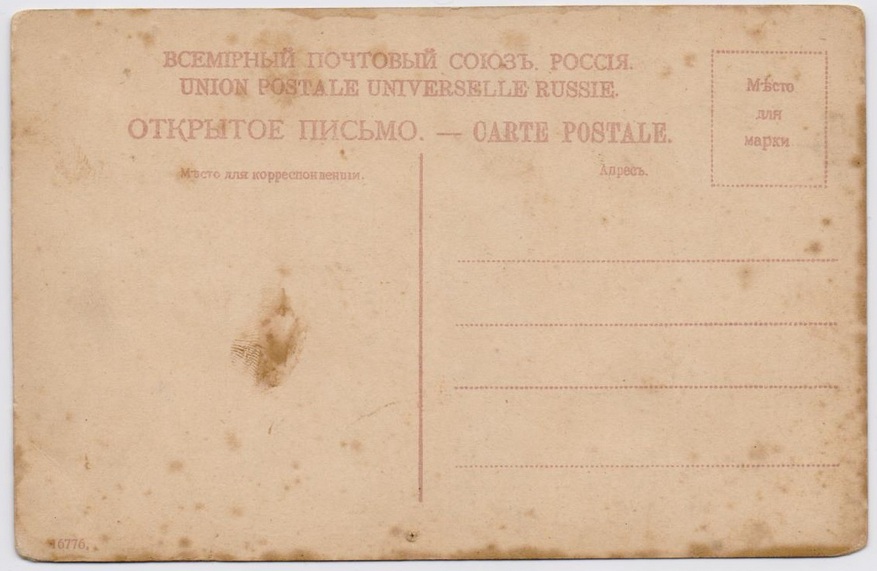 ВСЕМІРНЫЙ ПОЧТОВЫЙ СОЮЗЪ. РОССІЯ.
UNION POSTALE UNIVERSELLE RUSSIE.
ОТКРЫТОЕ ПИСЬМО. — CARTE POSTALE.
Мѣсто
для
марки
Мѣсто для корреспонденціи.
Адресъ.
16776,